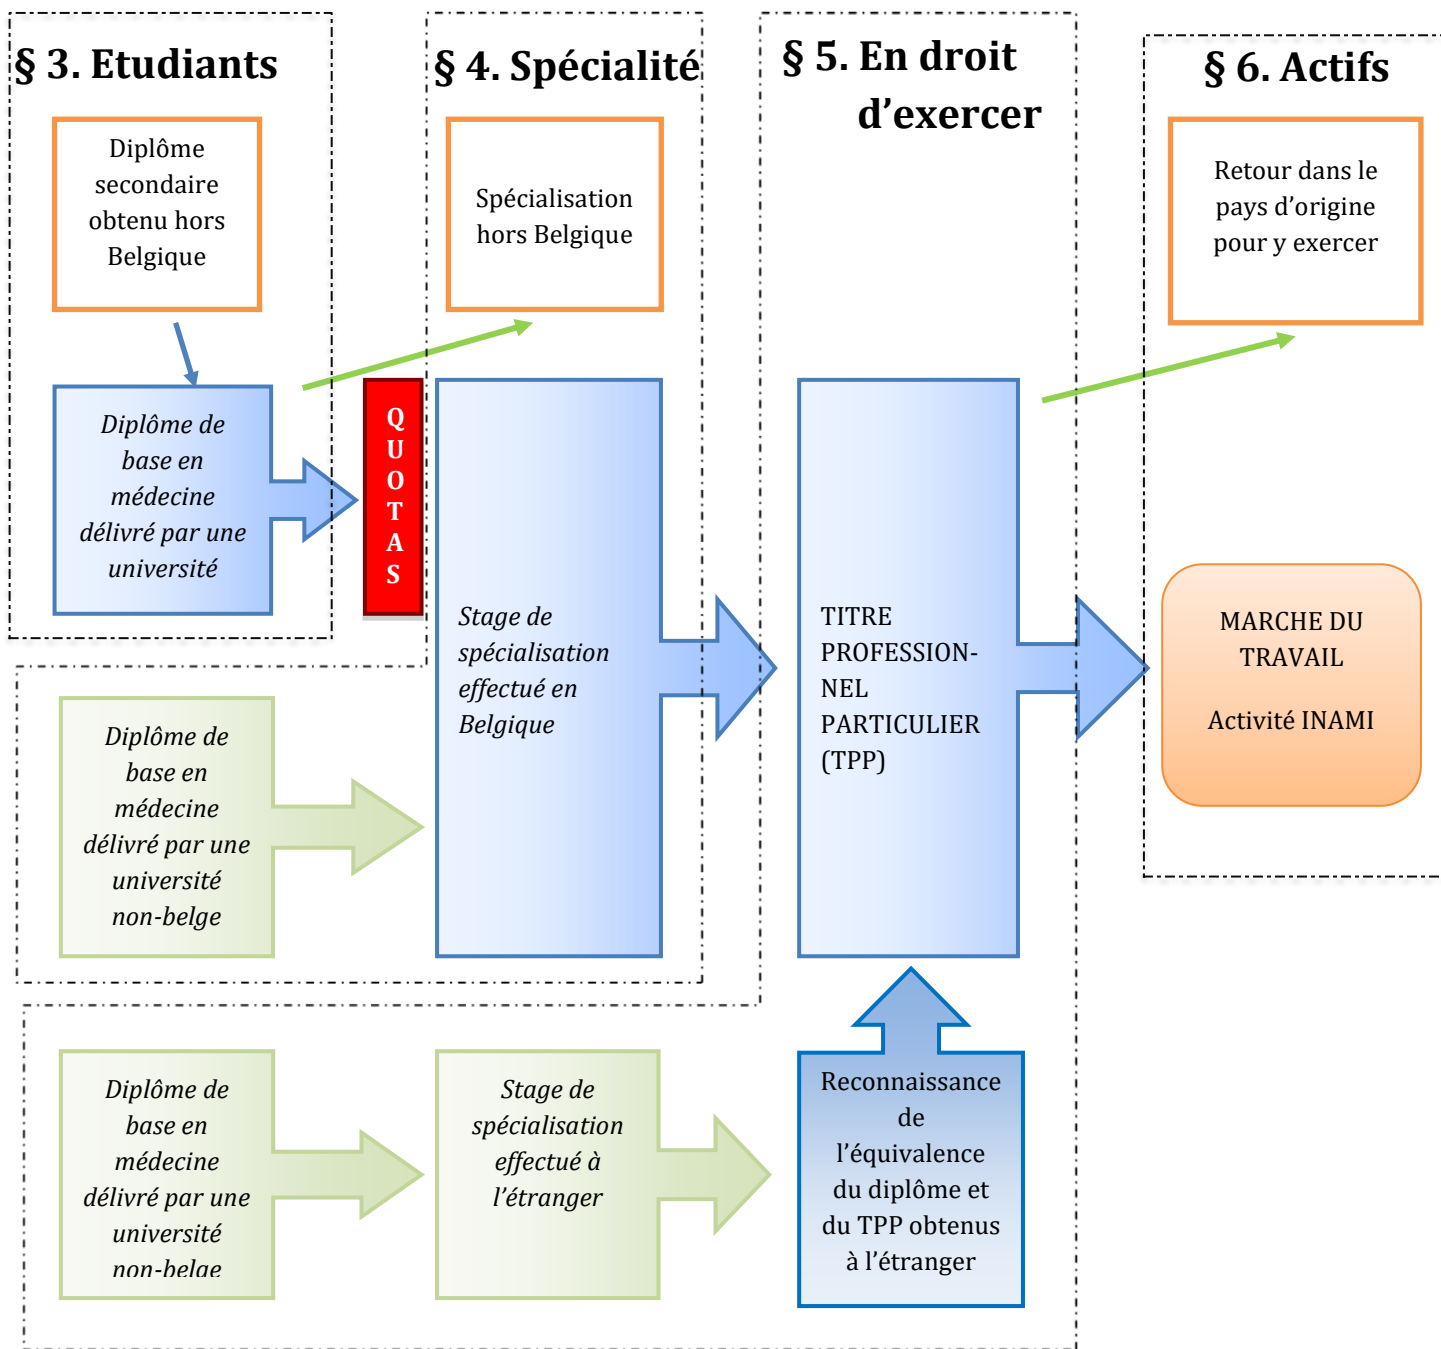 § 3. Etudiants
Diplôme
secondaire
obtenu hors
Belgique
Diplôme de
base en
médecine
délivré par une
université
Q
U
O
T
A
S
§ 4. Spécialité
Spécialisation
hors Belgique
Stage de
spécialisation
effectué en
Belgique
Diplôme de
base en
médecine
délivré par une
université
non-belge
§ 5. En droit
d’exercer
TITRE
PROFESSION-
NEL
PARTICULIER
(TPP)
Diplôme de
base en
médecine
délivré par une
université
non-belge
Stage de
spécialisation
effectué à
l’étranger
Reconnaissance
de
l’équivalence
du diplôme et
du TPP obtenus
à l’étranger
§ 6. Actifs
Retour dans le
pays d’origine
pour y exercer
MARCHE DU
TRAVAIL
Activité INAMI